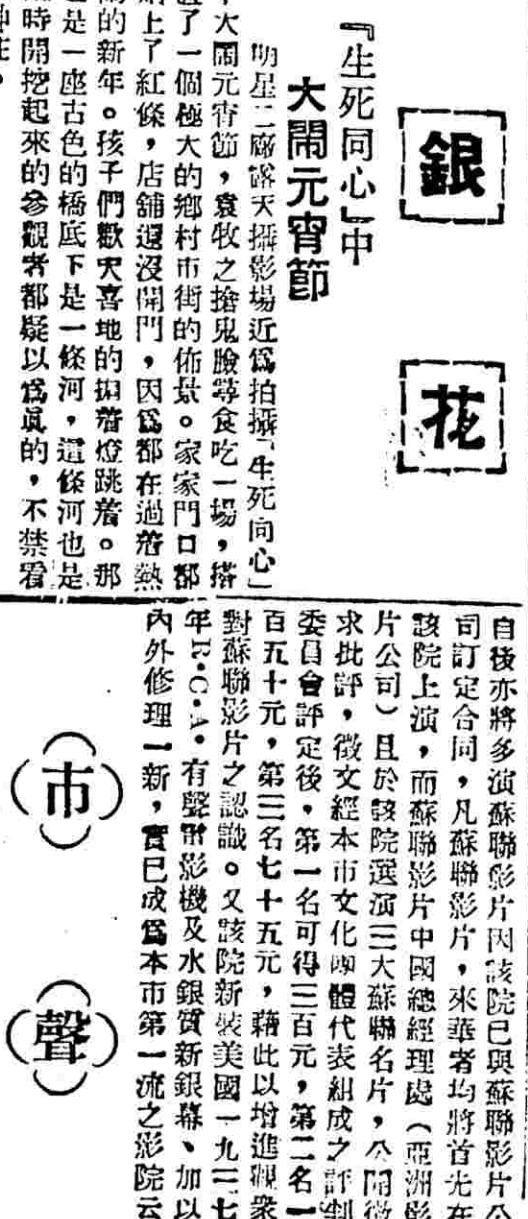 銀花
『生死同心』中
大閙元宵節
明星二廠露天攝影場近爲拍攝「生死同心」
大閙元宵節，袁牧之搶鬼臉尋食吃一場，搭
了一個極大的鄉村市街的佈景。家家門口都
上了紅條，店舖還沒開門，因爲都在過着熱
的新年。孩子們歡天喜地的掮着燈跳着。那
是一座古色的橋底下是一條河，這條河也是
時開挖起來的參觀者都疑以爲眞的，不禁看
自後亦將多演蘇聯影片因該院已與蘇聯影片公
司訂定合同，凡蘇聯影片，來華者均將首先在
該院上演，而蘇聯影片中國總經理處（亞洲影
片公司）且於該院選演三大蘇聯名片，公開徵
求批評，徵文經本市文化團體代表組成之評判
委員會評定後，第一名可得三百元，第二名一
百五十元，第三名七十五元，藉此以增進觀衆
對蘇聯影片之認識。又該院新裝美國一九三七
年R.C.A.有聲電影機及水銀質新銀幕、加以
內外修理一新，實已成爲本市第一流之影院云
（市）（聲）